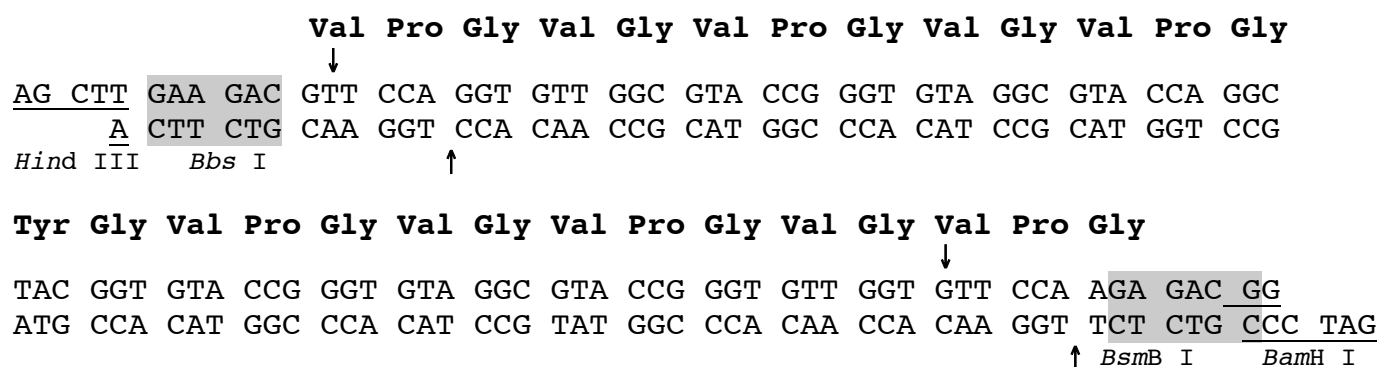 Val Pro Gly Val Gly Val Pro Gly Val Gly Val Pro Gly
↓
AG CTT GAA GAC GTT CCA GGT GTT GGC GTA CCG GGT GTA GGC GTA CCA GGC
A CTT CTG CAA GGT CCA CAA CCG CAT GGC CCA CAT CCG CAT GGT CCG
Hind III Bbs I ↑
Tyr Gly Val Pro Gly Val Gly Val Pro Gly Val Gly Val Pro Gly
↓
TAC GGT GTA CCG GGT GTA GGC GTA CCG GGT GTT GGT GTT CCA AGA GAC GG
ATG CCA CAT GGC CCA CAT CCG TAT GGC CCA CAA CCA CAA GGT TCT CTG CCC TAG
↑ BsmB I BamH I